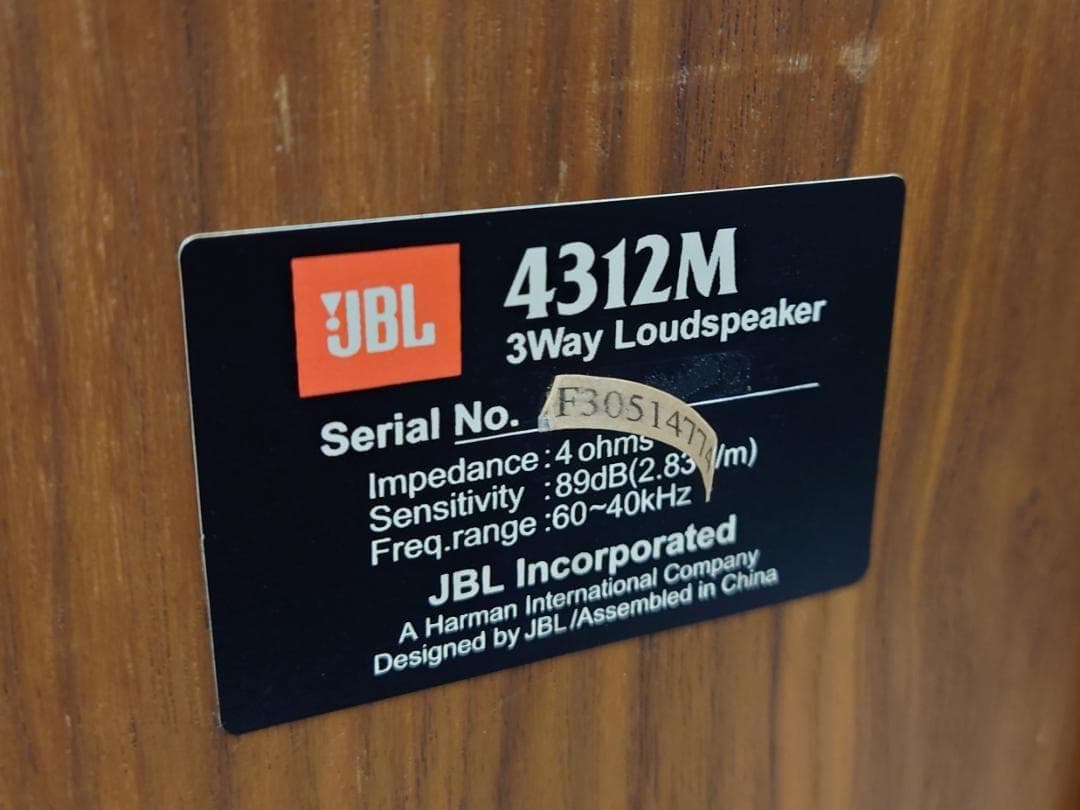 JBL
4312M
3Way Loudspeaker
Serial No. F30514774
Impedance : 4 ohms
Sensitivity : 89dB(2.83 /m)
Freq.range :60~40kHz
JBL Incorporated
A Harman International Company
Designed by JBL /Assembled in China